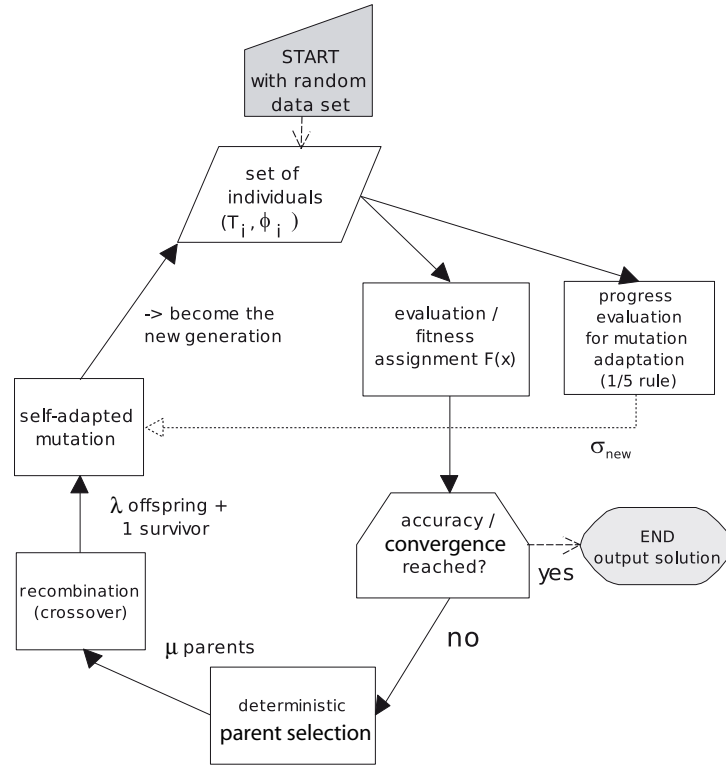 START
with random
data set
set of
individuals
(T_i, ϕ_i )
-> become the
new generation
evaluation /
fitness
assignment F(x)
progress
evaluation
for mutation
adaptation
(1/5 rule)
self-adapted
mutation
σ_new
λ offspring +
1 survivor
accuracy /
convergence
reached?
yes
END
output solution
recombination
(crossover)
no
μ parents
deterministic
parent selection